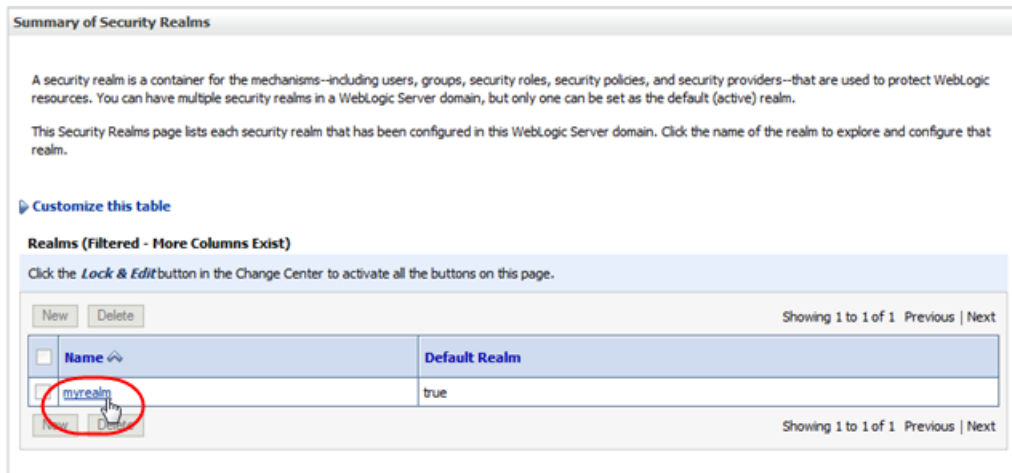 Summary of Security Realms
A security realm is a container for the mechanisms--including users, groups, security roles, security policies, and security providers--that are used to protect WebLogic
resources. You can have multiple security realms in a WebLogic Server domain, but only one can be set as the default (active) realm.
This Security Realms page lists each security realm that has been configured in this WebLogic Server domain. Click the name of the realm to explore and configure that
realm.
Customize this table
Realms (Filtered - More Columns Exist)
Click the Lock & Edit button in the Change Center to activate all the buttons on this page.
New Delete Showing 1 to 1 of 1 Previous | Next
Name Default Realm
myrealm true
New Delete Showing 1 to 1 of 1 Previous | Next